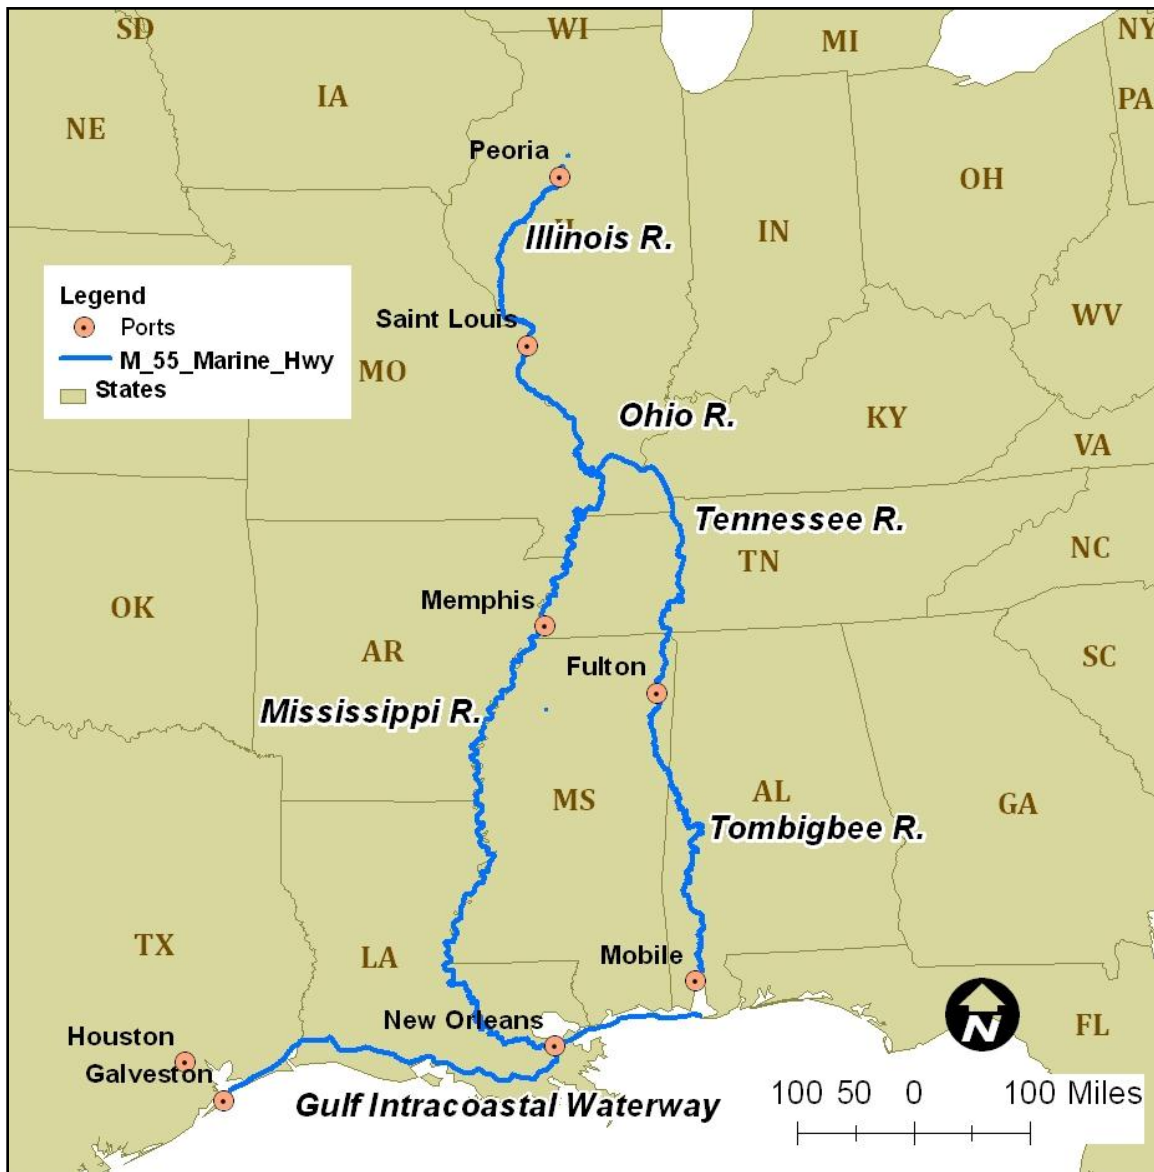 SD
WI
MI
NY
IA
NE
PA
Peoria
OH
IN
Illinois R.
Legend
Ports
M_55_Marine_Hwy
States
Saint Louis
WV
MO
Ohio R.
KY
VA
Tennessee R.
TN
NC
OK
Memphis
AR
Fulton
SC
Mississippi R.
MS
AL
GA
Tombigbee R.
TX
LA
Mobile
New Orleans
N
FL
Houston
Galveston
Gulf Intracoastal Waterway
100 50 0 100 Miles